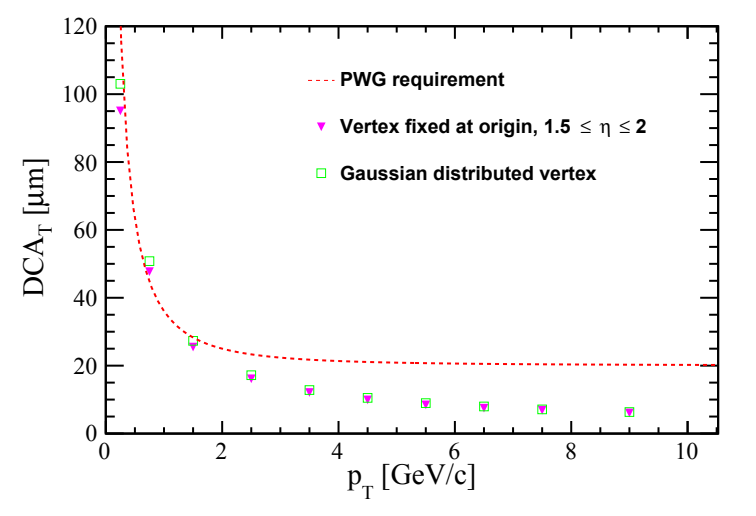 120
100
80
60
40
20
0
DCA_T [μm]
PWG requirement
Vertex fixed at origin, 1.5 ≤ η ≤ 2
Gaussian distributed vertex
0 2 4 6 8 10
p_T [GeV/c]